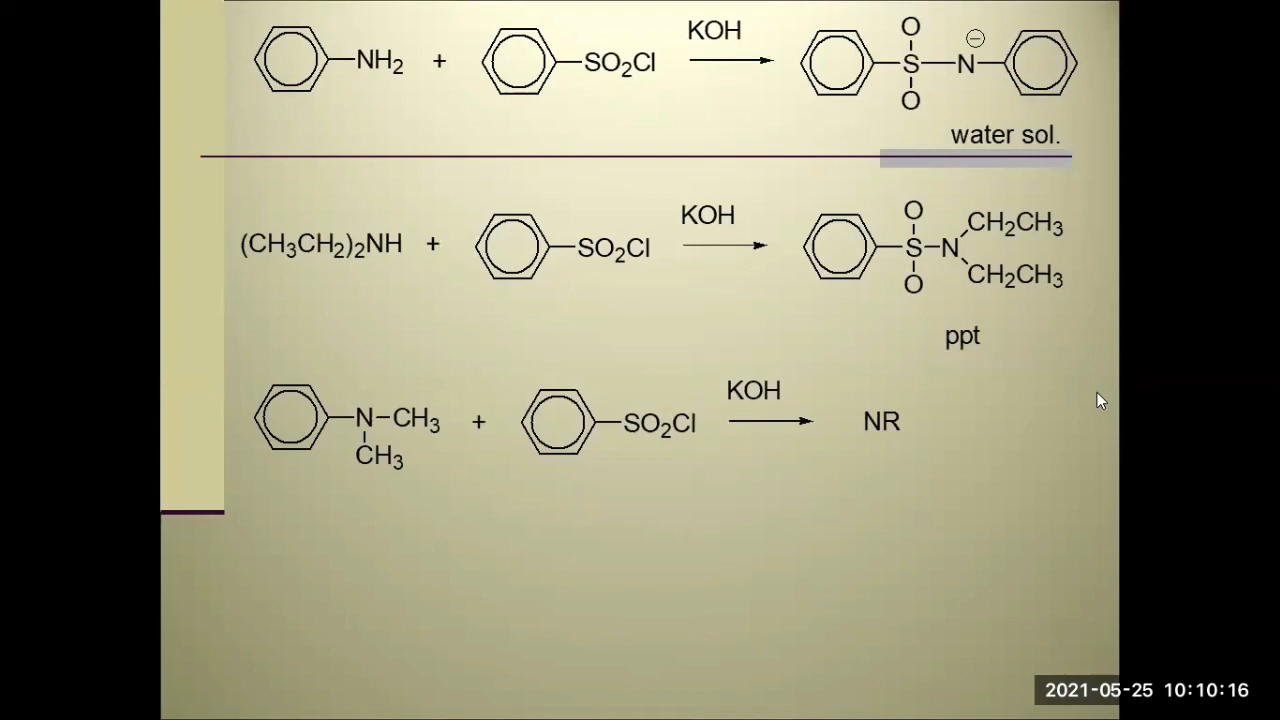 KOH
NH2 + SO2Cl O S O N ⊖
water sol.
KOH
(CH3CH2)2NH + SO2Cl O S O N CH2CH3 CH2CH3
ppt
KOH
N CH3 CH3 + SO2Cl NR
2021-05-25 10:10:16